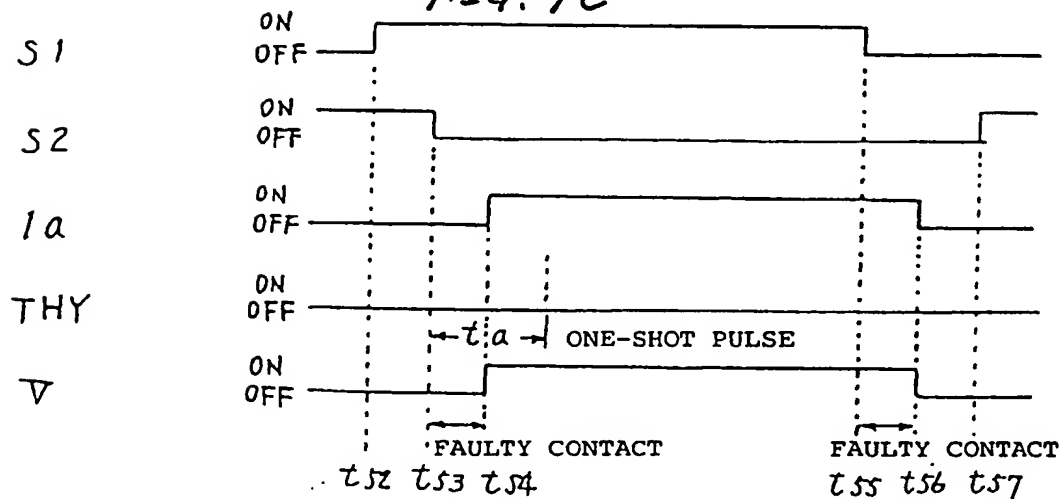 S1 ON
OFF
S2 ON
OFF
1a ON
OFF
THY ON
OFF
ta ONE-SHOT PULSE
V ON
OFF
FAULTY CONTACT FAULTY CONTACT
t52 t53 t54 t55 t56 t57